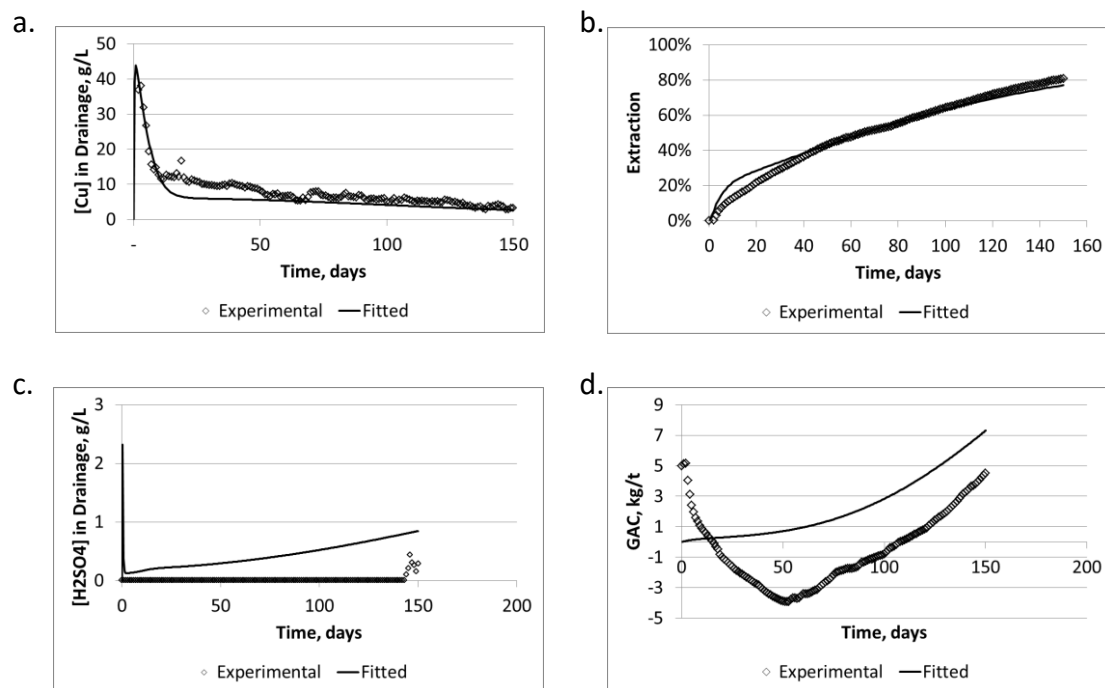 a.
[Cu] in Drainage, g/L
50
40
30
20
10
0
- 50 100 150
Time, days
Experimental Fitted
b.
Extraction
100%
80%
60%
40%
20%
0%
0 20 40 60 80 100 120 140 160
Time, days
Experimental Fitted
c.
[H2SO4] in Drainage, g/L
3
2
1
0
0 50 100 150 200
Time, days
Experimental Fitted
d.
GAC, kg/t
9
7
5
3
1
-1
-3
-5
0 50 100 150 200
Time, days
Experimental Fitted